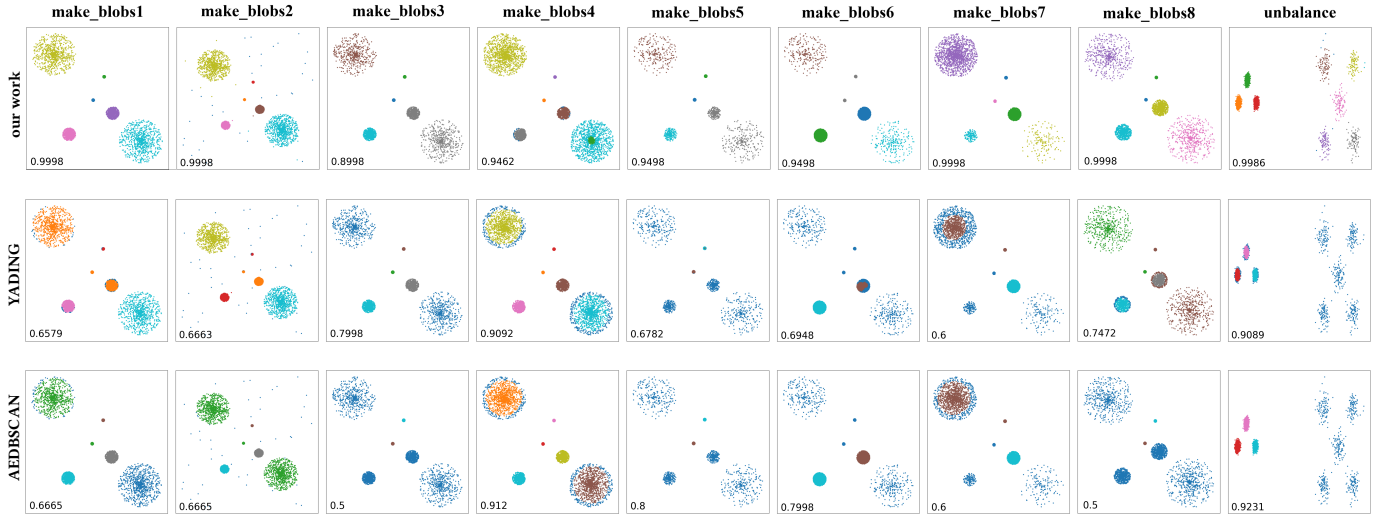 make_blobs1 make_blobs2 make_blobs3 make_blobs4 make_blobs5 make_blobs6 make_blobs7 make_blobs8 unbalance
our work
0.9998 0.9998 0.8998 0.9462 0.9498 0.9498 0.9998 0.9998 0.9986
YADING
0.6579 0.6663 0.7998 0.9092 0.6782 0.6948 0.6 0.7472 0.9089
AEDBSCAN
0.6665 0.6665 0.5 0.912 0.8 0.7998 0.6 0.5 0.9231